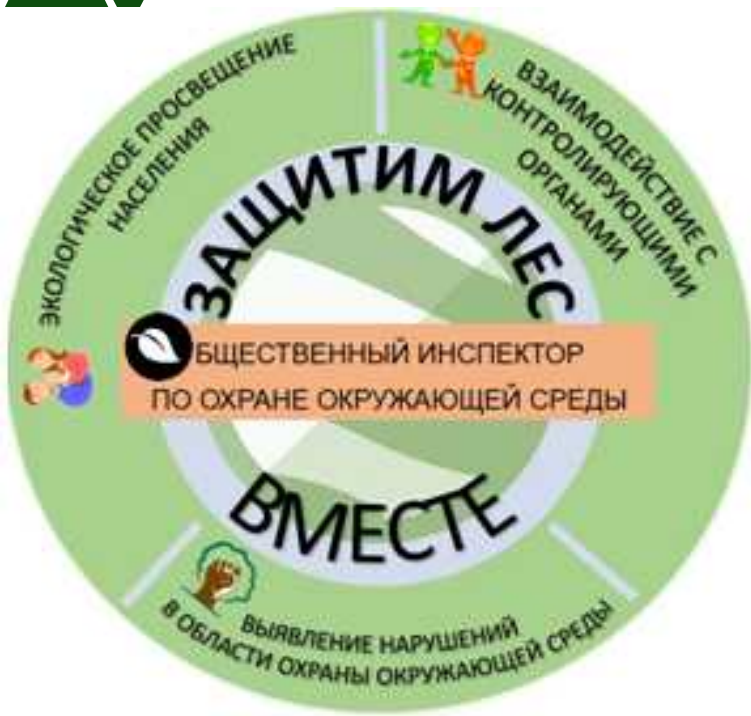 ЭКОЛОГИЧЕСКОЕ ПРОСВЕЩЕНИЕ
НАСЕЛЕНИЯ
ВЗАИМОДЕЙСТВИЕ С
КОНТРОЛИРУЮЩИМИ
ОРГАНАМИ
ЗАЩИТИМ ЛЕС
БЩЕСТВЕННЫЙ ИНСПЕКТОР
ПО ОХРАНЕ ОКРУЖАЮЩЕЙ СРЕДЫ
ВМЕСТЕ
ВЫЯВЛЕНИЕ НАРУШЕНИЙ
В ОБЛАСТИ ОХРАНЫ ОКРУЖАЮЩЕЙ СРЕДЫ